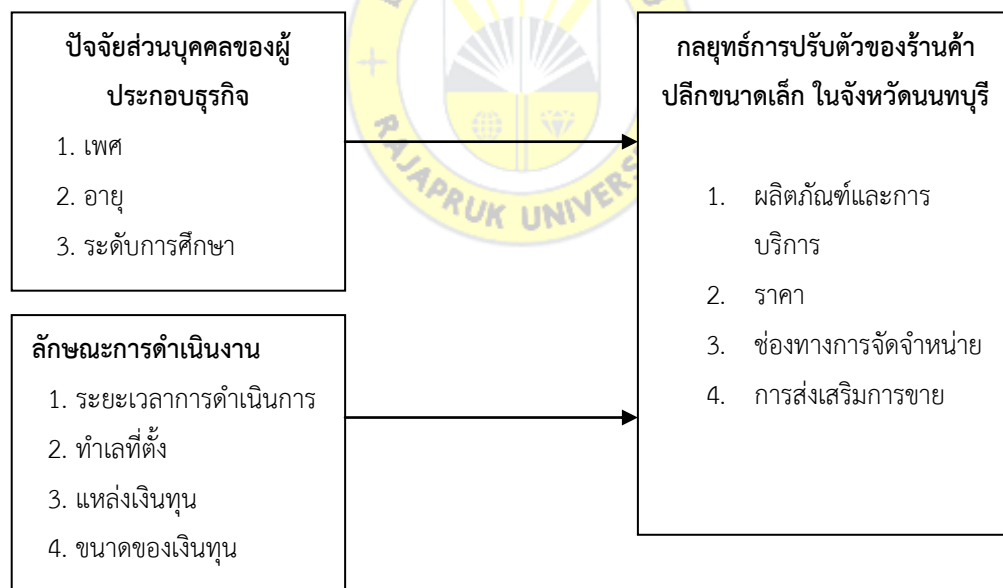 ปัจจัยส่วนบุคคลของผู้
ประกอบธุรกิจ
1. เพศ
2. อายุ
3. ระดับการศึกษา
ลักษณะการดำเนินงาน
1. ระยะเวลาการดำเนินการ
2. ทำเลที่ตั้ง
3. แหล่งเงินทุน
4. ขนาดของเงินทุน
กลยุทธ์การปรับตัวของร้านค้า
ปลีกขนาดเล็ก ในจังหวัดนนทบุรี
1. ผลิตภัณฑ์และการ
บริการ
2. ราคา
3. ช่องทางการจัดจำหน่าย
4. การส่งเสริมการขาย
RAJAPRUK UNIVERS